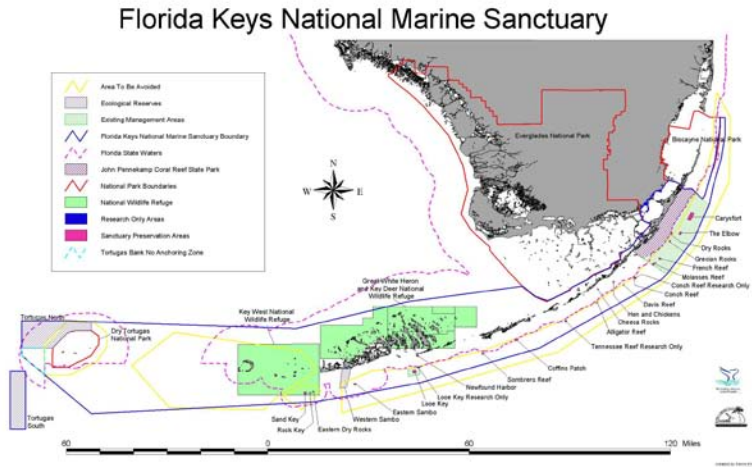 Florida Keys National Marine Sanctuary
Area To Be Avoided
Ecological Reserves
Existing Management Areas
Florida Keys National Marine Sanctuary Boundary
Florida State Waters
John Pennekamp Coral Reef State Park
National Park Boundaries
National Wildlife Refuge
Research Only Areas
Sanctuary Preservation Areas
Tortugas Bank No Anchoring Zone
N
W E
S
Everglades National Park
Biscayne National Park
Carysfort
The Elbow
Dry Rocks
Grecian Rocks
French Reef
Molasses Reef
Conch Reef Research Only
Conch Reef
Davis Reef
Hen and Chickens
Cheeca Rocks
Alligator Reef
Tennessee Reef Research Only
Coffins Patch
Sombrero Reef
Newfound Harbor
Looe Key Research Only
Looe Key
Eastern Sambo
Western Sambo
Eastern Dry Rocks
Rock Key
Sand Key
Great White Heron
and Key Deer National
Wildlife Refuge
Key West National
Wildlife Refuge
Tortugas North
Dry Tortugas
National Park
Tortugas
South
60 0 60 120 Miles